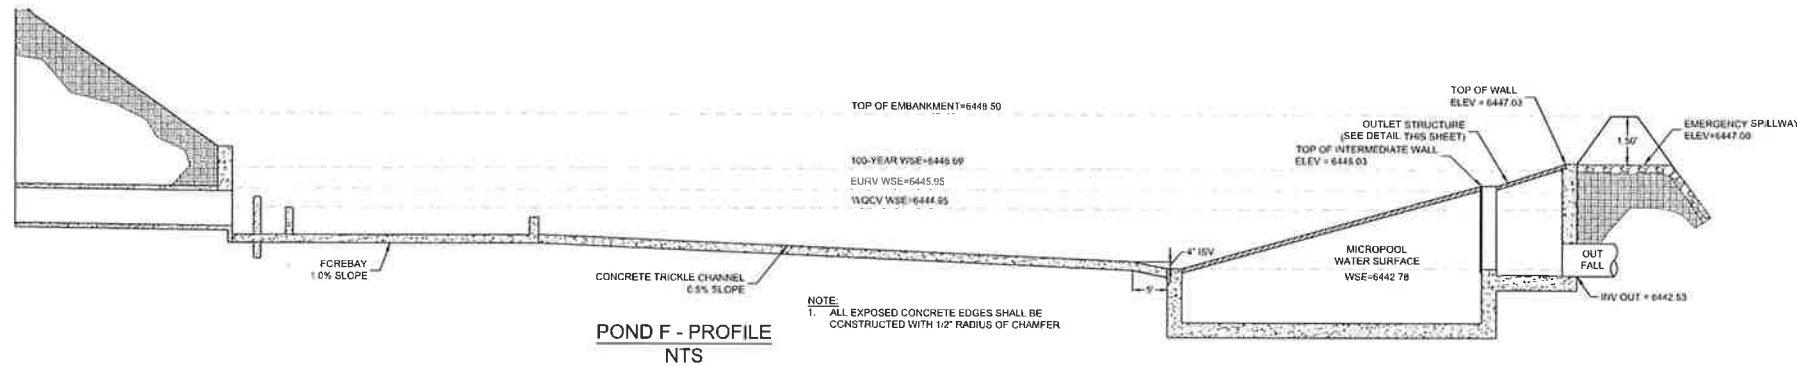 TOP OF EMBANKMENT=6448.50
100-YEAR WSE=6446.69
EURV WSE=6445.95
WQCV WSE=6444.95
TOP OF WALL
ELEV = 6447.03
OUTLET STRUCTURE
(SEE DETAIL THIS SHEET)
TOP OF INTERMEDIATE WALL
ELEV = 6446.03
EMERGENCY SPILLWAY
ELEV=6447.00
1.50'
FOREBAY
1.0% SLOPE
CONCRETE TRICKLE CHANNEL
0.5% SLOPE
4" ISV
5'
MICROPOOL
WATER SURFACE
WSE=6442.78
OUT
FALL
INV OUT = 6442.53
NOTE:
1. ALL EXPOSED CONCRETE EDGES SHALL BE
CONSTRUCTED WITH 1/2" RADIUS OF CHAMFER
POND F - PROFILE
NTS